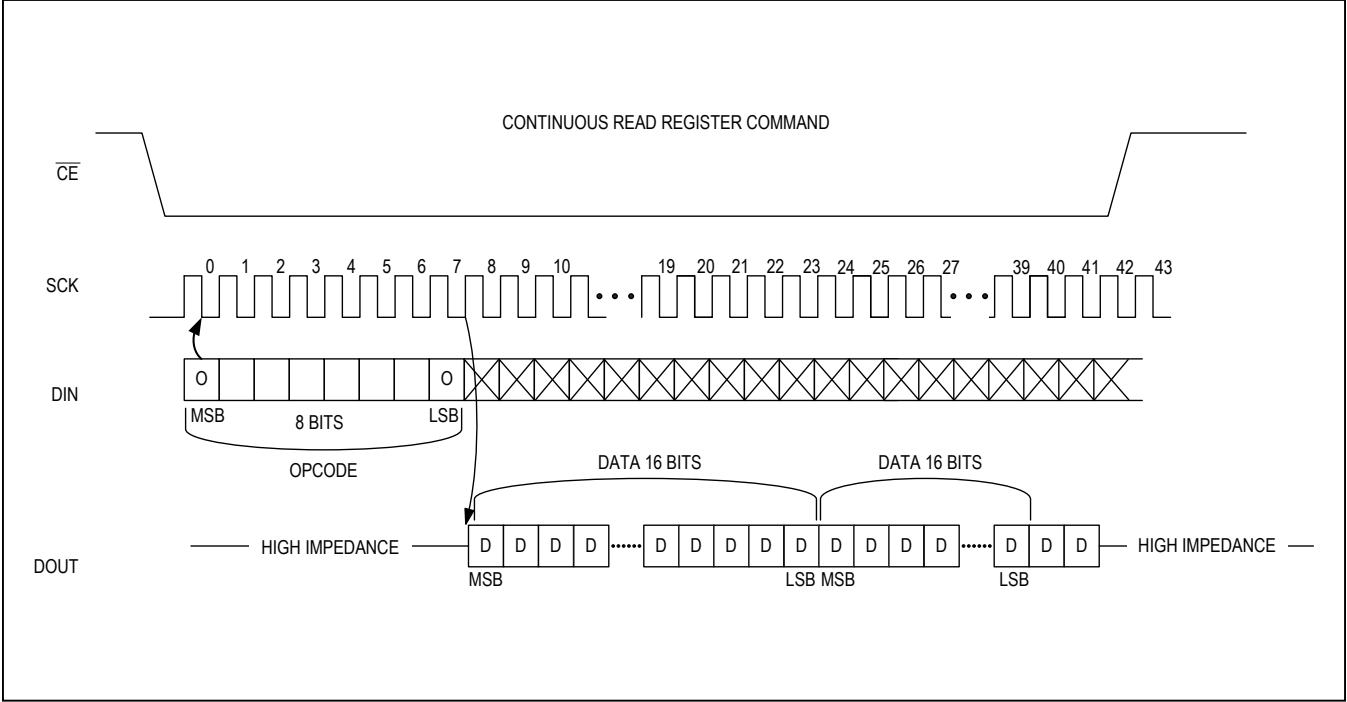 CONTINUOUS READ REGISTER COMMAND
CE
SCK
0 1 2 3 4 5 6 7 8 9 10 19 20 21 22 23 24 25 26 27 39 40 41 42 43
DIN
O O
MSB 8 BITS LSB
OPCODE
DATA 16 BITS DATA 16 BITS
DOUT
HIGH IMPEDANCE D D D D D D D D D D D D D D D D HIGH IMPEDANCE
MSB LSB MSB LSB